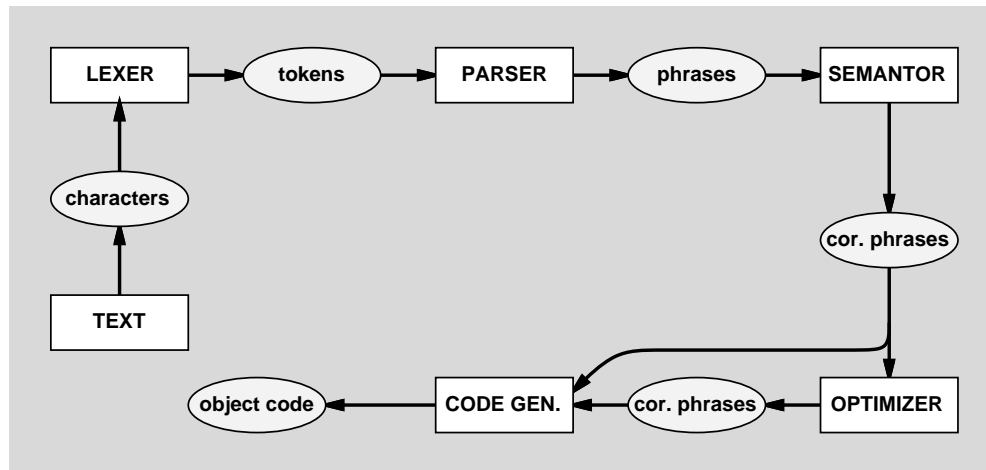 LEXER
tokens
PARSER
phrases
SEMANTOR
characters
cor. phrases
TEXT
object code
CODE GEN.
cor. phrases
OPTIMIZER